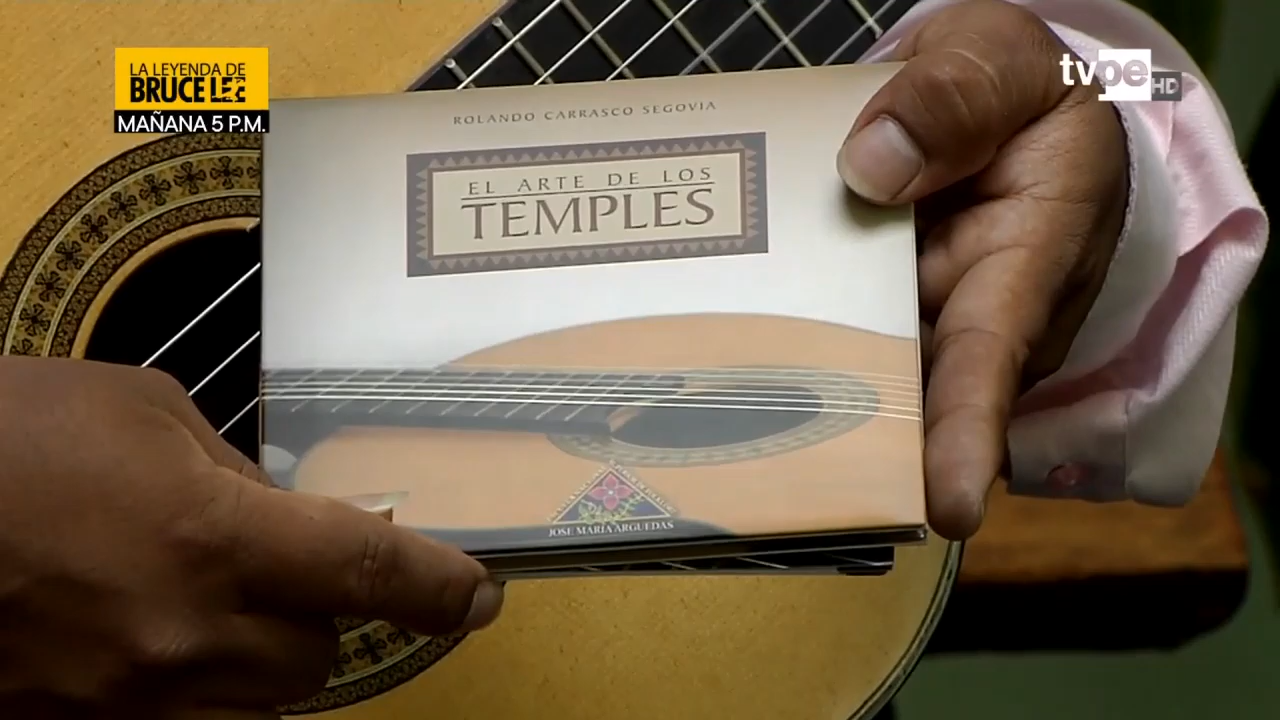 LA LEYENDA DE
BRUCE LEE
MAÑANA 5 P.M.
tvpe HD
ROLANDO CARRASCO SEGOVIA
EL ARTE DE LOS
TEMPLES
JOSE MARIA ARGUEDAS